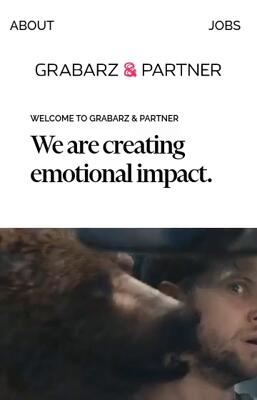 ABOUT JOBS
GRABARZ & PARTNER
WELCOME TO GRABARZ & PARTNER
We are creating
emotional impact.